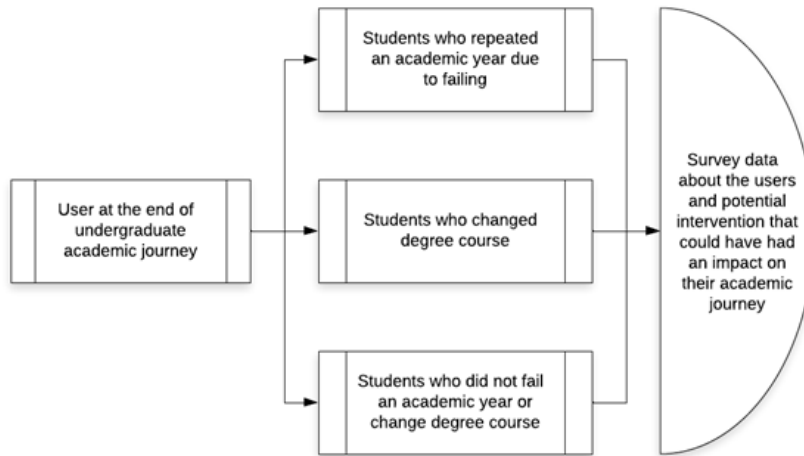 Students who repeated
an academic year due
to failing
User at the end of
undergraduate
academic journey
Students who changed
degree course
Students who did not fail
an academic year or
change degree course
Survey data
about the users
and potential
intervention that
could have had
an impact on
their academic
journey